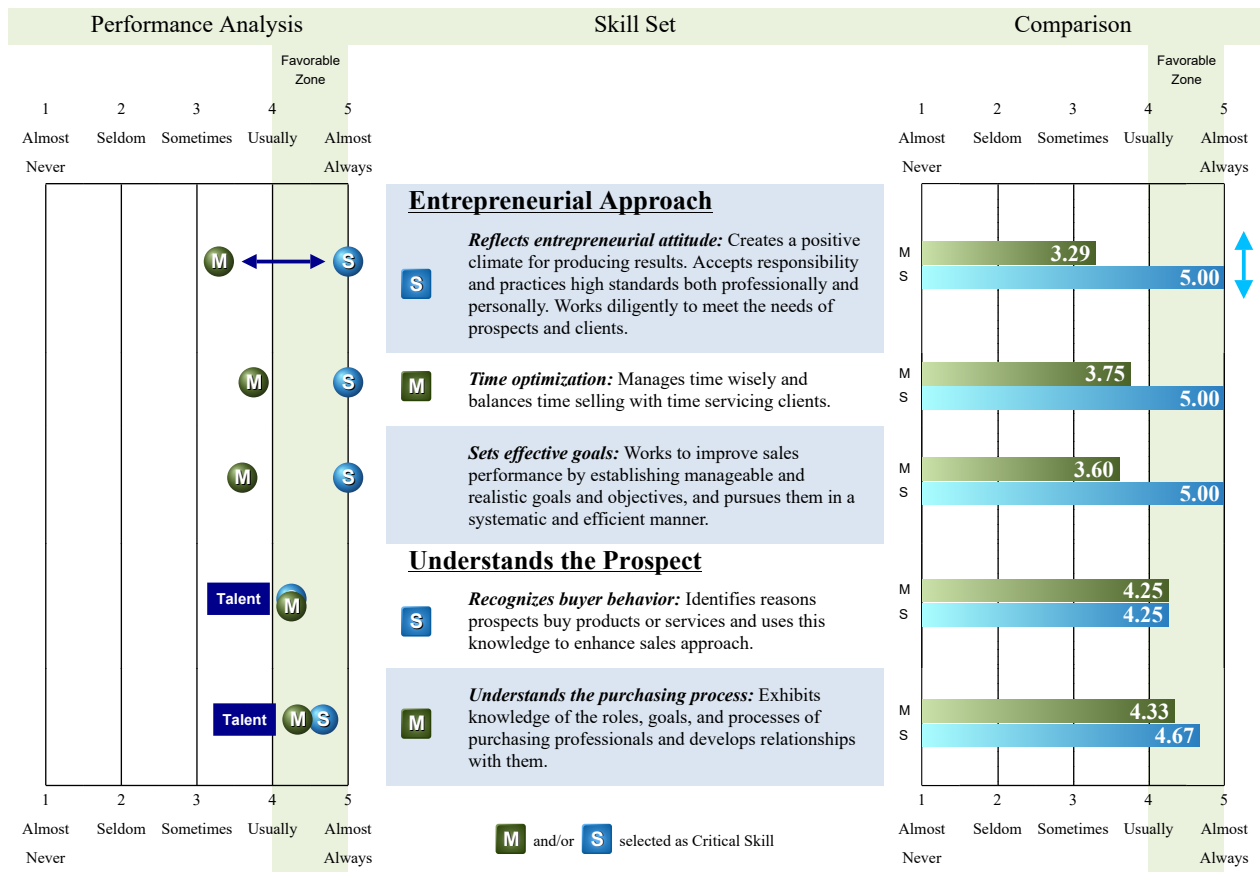 Performance Analysis
Skill Set
Comparison
Favorable
Zone
Favorable
Zone
1 2 3 4 5
Almost Seldom Sometimes Usually Almost
Never Always
1 2 3 4 5
Almost Seldom Sometimes Usually Almost
Never Always
Entrepreneurial Approach
M S
S
Reflects entrepreneurial attitude: Creates a positive
climate for producing results. Accepts responsibility
and practices high standards both professionally and
personally. Works diligently to meet the needs of
prospects and clients.
M 3.29
S 5.00
M S
M
Time optimization: Manages time wisely and
balances time selling with time servicing clients.
M 3.75
S 5.00
M S
Sets effective goals: Works to improve sales
performance by establishing manageable and
realistic goals and objectives, and pursues them in a
systematic and efficient manner.
M 3.60
S 5.00
Understands the Prospect
Talent M
S
Recognizes buyer behavior: Identifies reasons
prospects buy products or services and uses this
knowledge to enhance sales approach.
M 4.25
S 4.25
Talent M S
M
Understands the purchasing process: Exhibits
knowledge of the roles, goals, and processes of
purchasing professionals and develops relationships
with them.
M 4.33
S 4.67
1 2 3 4 5
Almost Seldom Sometimes Usually Almost
Never Always
M and/or S selected as Critical Skill
1 2 3 4 5
Almost Seldom Sometimes Usually Almost
Never Always